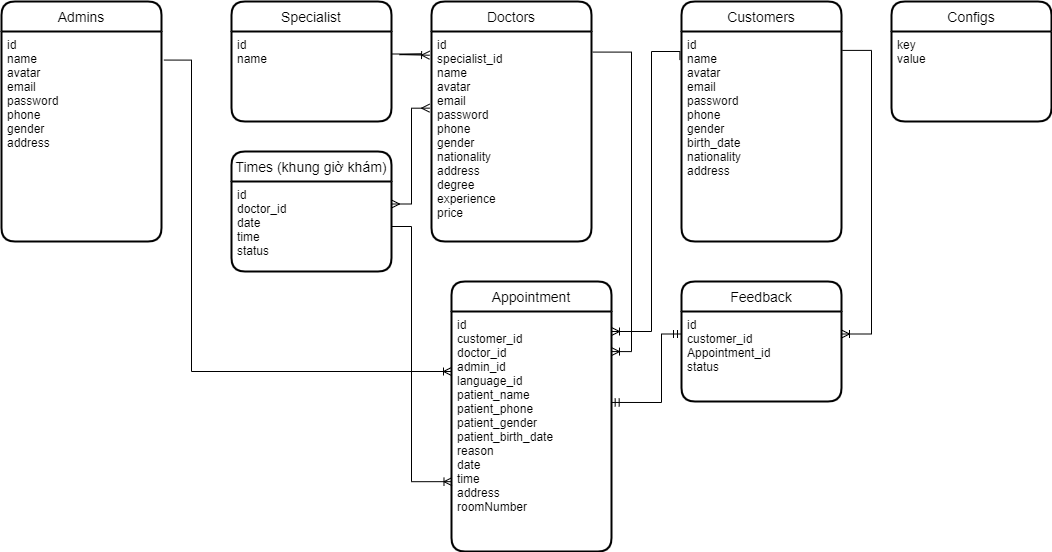 Admins
id
name
avatar
email
password
phone
gender
address
Specialist
id
name
Times (khung giờ khám)
id
doctor_id
date
time
status
Doctors
id
specialist_id
name
avatar
email
password
phone
gender
nationality
address
degree
experience
price
Customers
id
name
avatar
email
password
phone
gender
birth_date
nationality
address
Configs
key
value
Appointment
id
customer_id
doctor_id
admin_id
language_id
patient_name
patient_phone
patient_gender
patient_birth_date
reason
date
time
address
roomNumber
Feedback
id
customer_id
Appointment_id
status